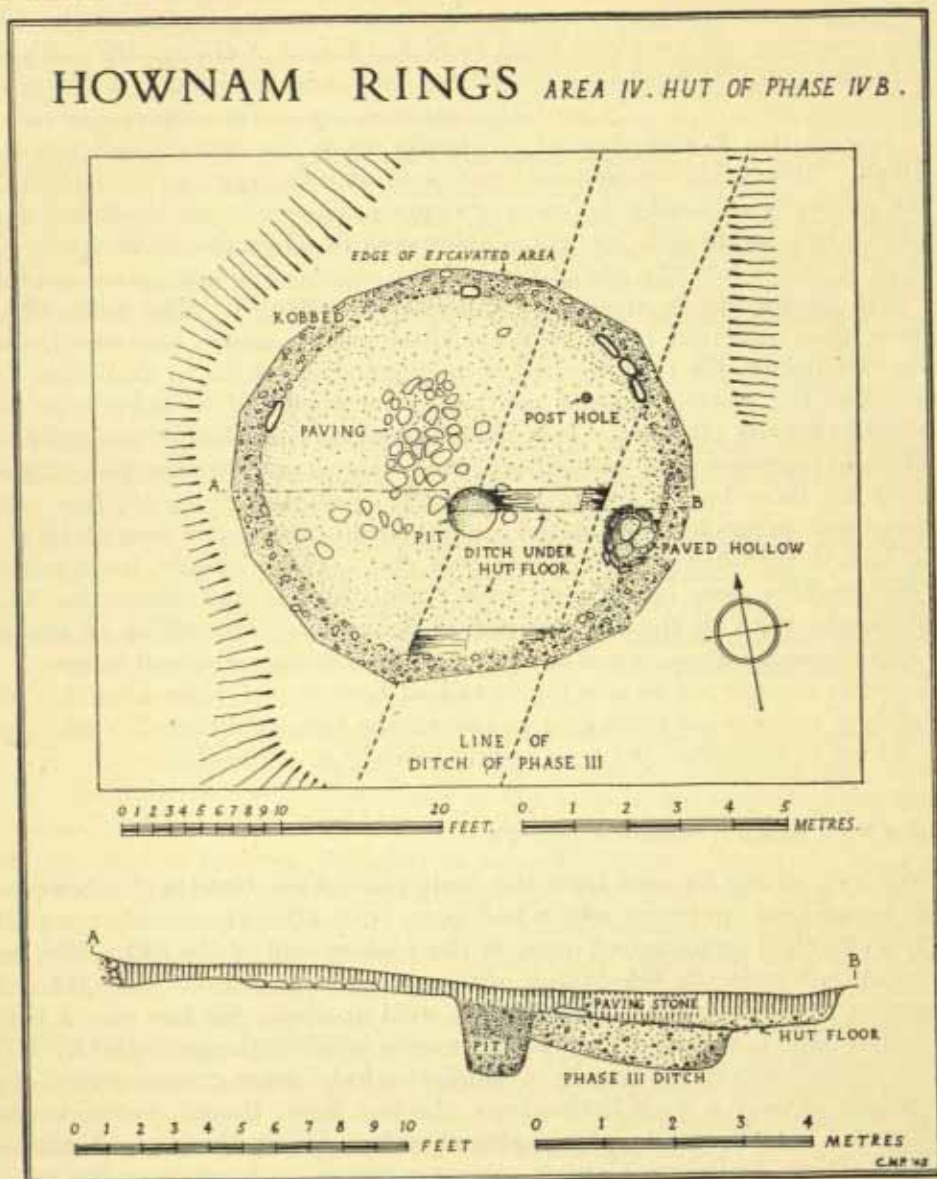 HOWNAM RINGS AREA IV. HUT OF PHASE IVB.
EDGE OF EXCAVATED AREA
ROBBED
PAVING
POST HOLE
A.
B
PIT
DITCH UNDER
HUT FLOOR
PAVED HOLLOW
LINE OF
DITCH OF PHASE III
0 1 2 3 4 5 6 7 8 9 10 20 FEET. 0 1 2 3 4 5 METRES.
A
B
PAVING STONE
HUT FLOOR
PIT
PHASE III DITCH
0 1 2 3 4 5 6 7 8 9 10 FEET 0 1 2 3 4 METRES